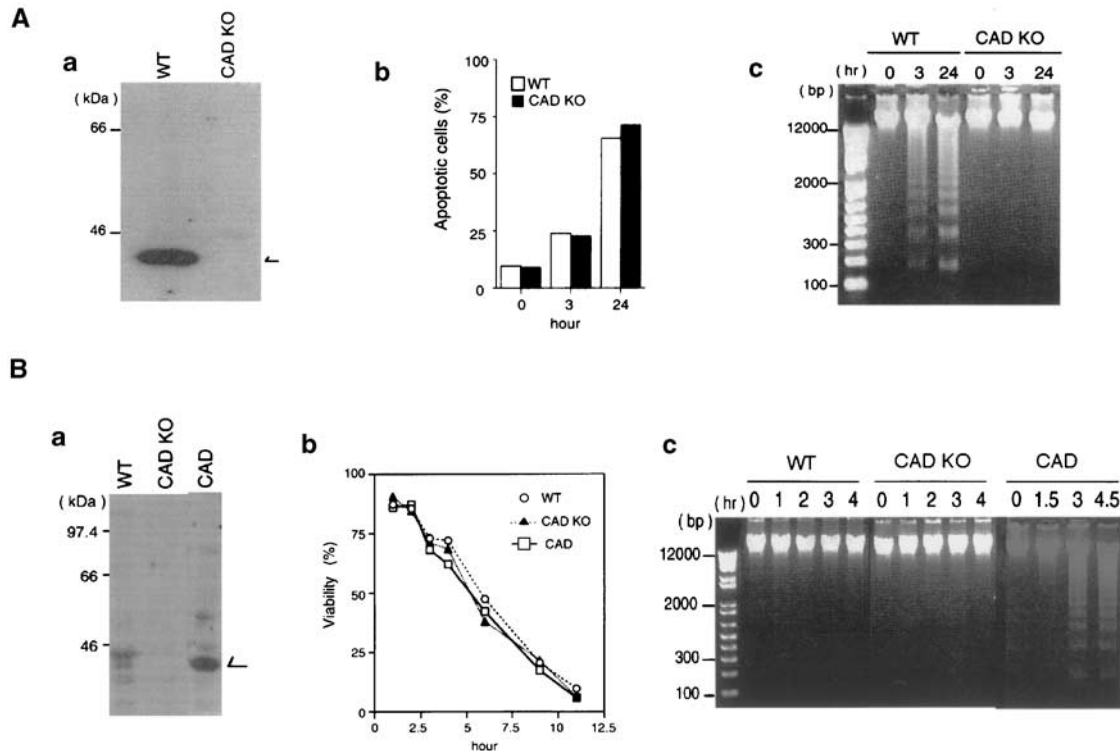 A
a
WT
CAD KO
( kDa )
66
46
b
100
75
50
25
0
Apoptotic cells (%)
WT
CAD KO
0 3 24
hour
c
WT CAD KO
( hr ) 0 3 24 0 3 24
( bp )
12000
2000
300
100
B
a
WT
CAD KO
CAD
( kDa )
97.4
66
46
b
100
75
50
25
0
Viability (%)
WT
CAD KO
CAD
0 2.5 5 7.5 10 12.5
hour
c
WT CAD KO CAD
( hr ) 0 1 2 3 4 0 1 2 3 4 0 1.5 3 4.5
( bp )
12000
2000
300
100